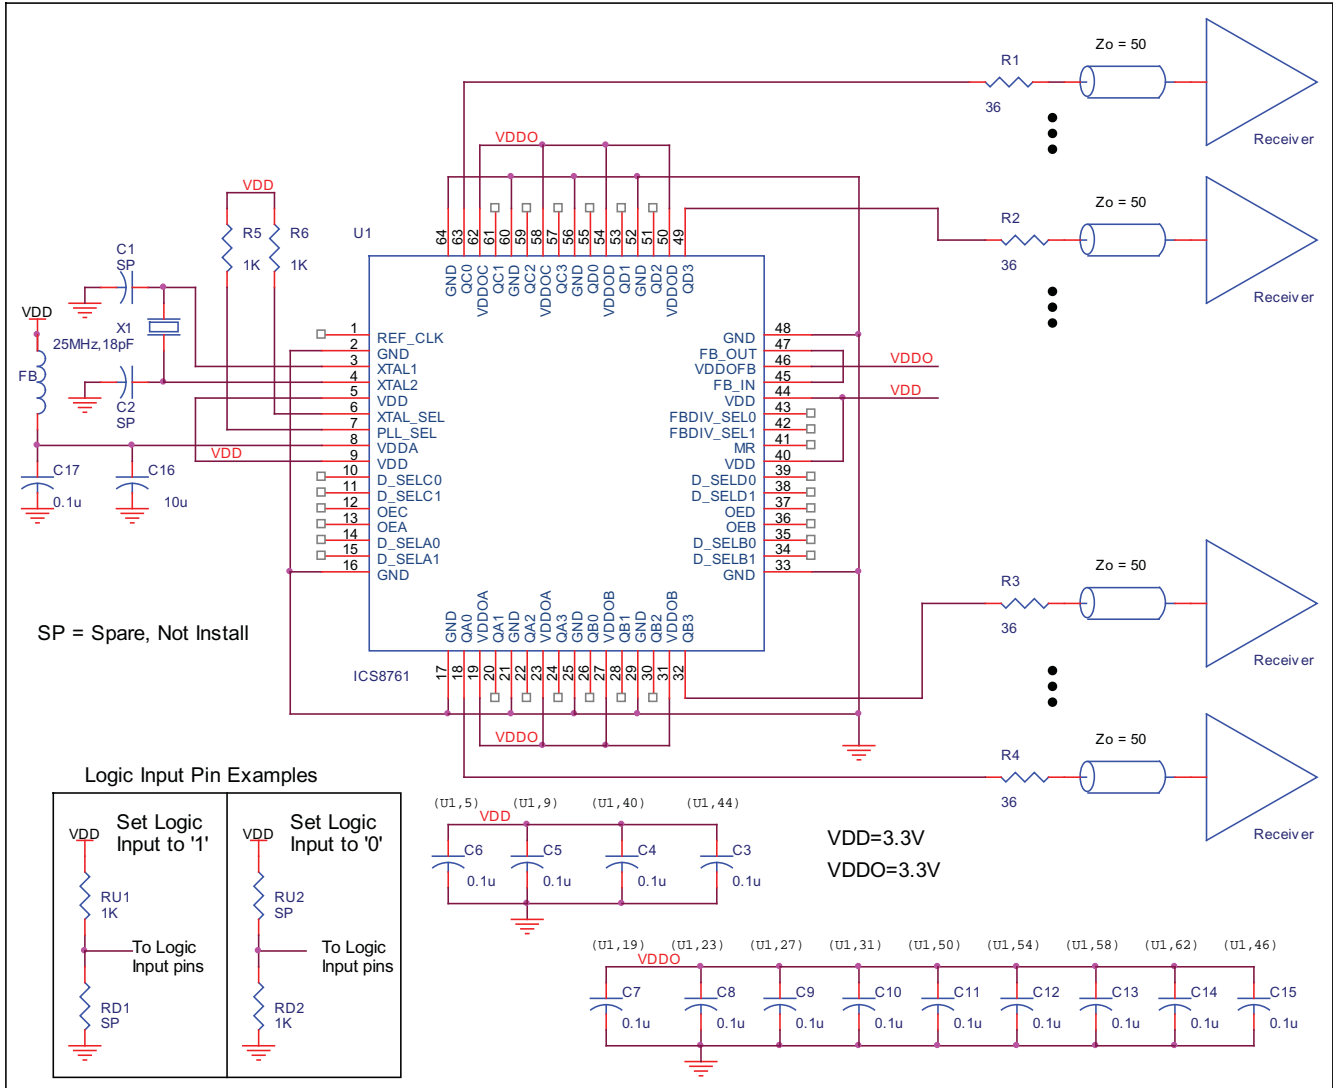 R1
36
Zo = 50
Receiver
R2
36
Zo = 50
Receiver
VDDO
VDD
R5
1K
R6
1K
U1
C1
SP
VDD
X1
25MHz,18pF
FB
C2
SP
VDD
C17
0.1u
C16
10u
64 63 62 61 60 59 58 57 56 55 54 53 52 51 50 49
GND QC0 VDDOC QC1 GND QC2 VDDOC QC3 GND QD0 VDDOD QD1 GND QD2 VDDOD QD3
1 REF_CLK
2 GND
3 XTAL1
4 XTAL2
5 VDD
6 XTAL_SEL
7 PLL_SEL
8 VDDA
9 VDD
10 D_SELC0
11 D_SELC1
12 OEC
13 OEA
14 D_SELA0
15 D_SELA1
16 GND
GND 48
FB_OUT 47
VDDOFB 46
FB_IN 45
VDD 44
FBDIV_SEL0 43
FBDIV_SEL1 42
MR 41
VDD 40
D_SELD0 39
D_SELD1 38
OED 37
OEB 36
D_SELB0 35
D_SELB1 34
GND 33
VDDO
VDD
GND QA0 VDDOA QA1 GND QA2 VDDOA QA3 GND QB0 VDDOB QB1 GND QB2 VDDOB QB3
17 18 19 20 21 22 23 24 25 26 27 28 29 30 31 32
ICS8761
VDDO
R3
36
Zo = 50
Receiver
R4
36
Zo = 50
Receiver
SP = Spare, Not Install
Logic Input Pin Examples
VDD
Set Logic
Input to '1'
RU1
1K
To Logic
Input pins
RD1
SP
VDD
Set Logic
Input to '0'
RU2
SP
To Logic
Input pins
RD2
1K
(U1,5) (U1,9) (U1,40) (U1,44)
VDD
C6
0.1u
C5
0.1u
C4
0.1u
C3
0.1u
VDD=3.3V
VDDO=3.3V
(U1,19) (U1,23) (U1,27) (U1,31) (U1,50) (U1,54) (U1,58) (U1,62) (U1,46)
VDDO
C7
0.1u
C8
0.1u
C9
0.1u
C10
0.1u
C11
0.1u
C12
0.1u
C13
0.1u
C14
0.1u
C15
0.1u